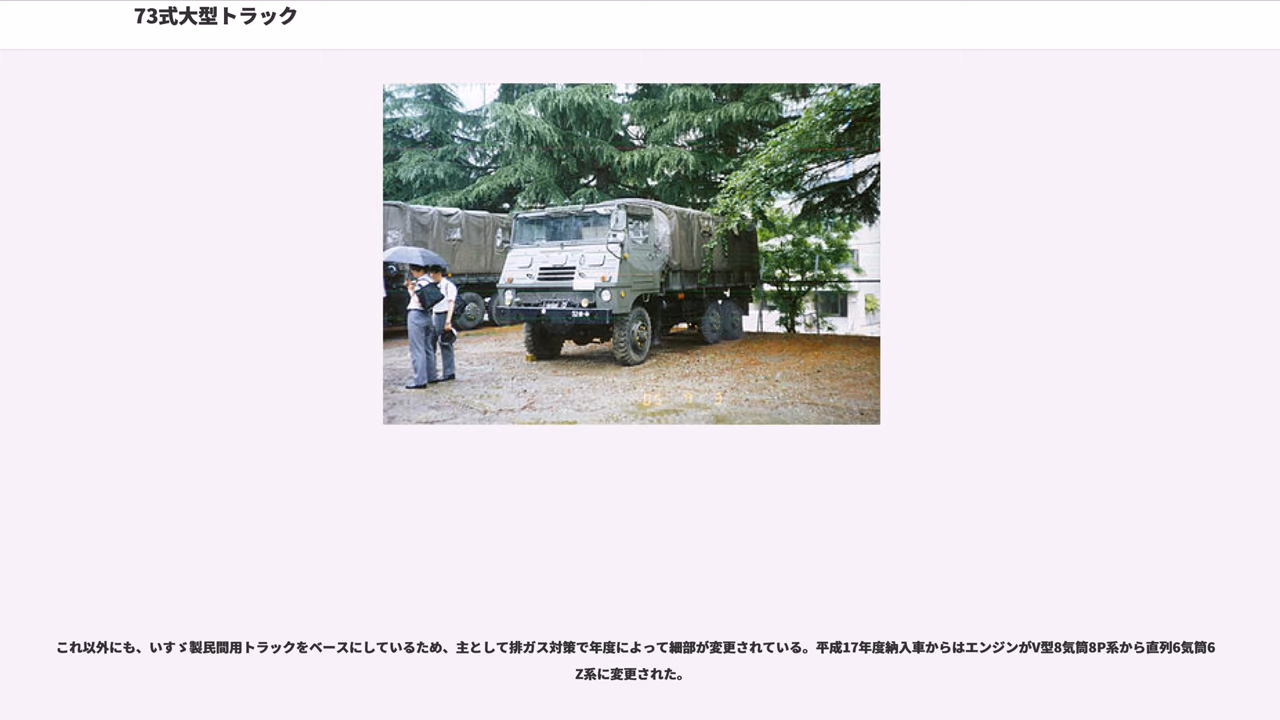 73式大型トラック
これ以外にも、いすゞ製民間用トラックをベースにしているため、主として排ガス対策で年度によって細部が変更されている。平成17年度納入車からはエンジンがV型8気筒8P系から直列6気筒6
Z系に変更された。